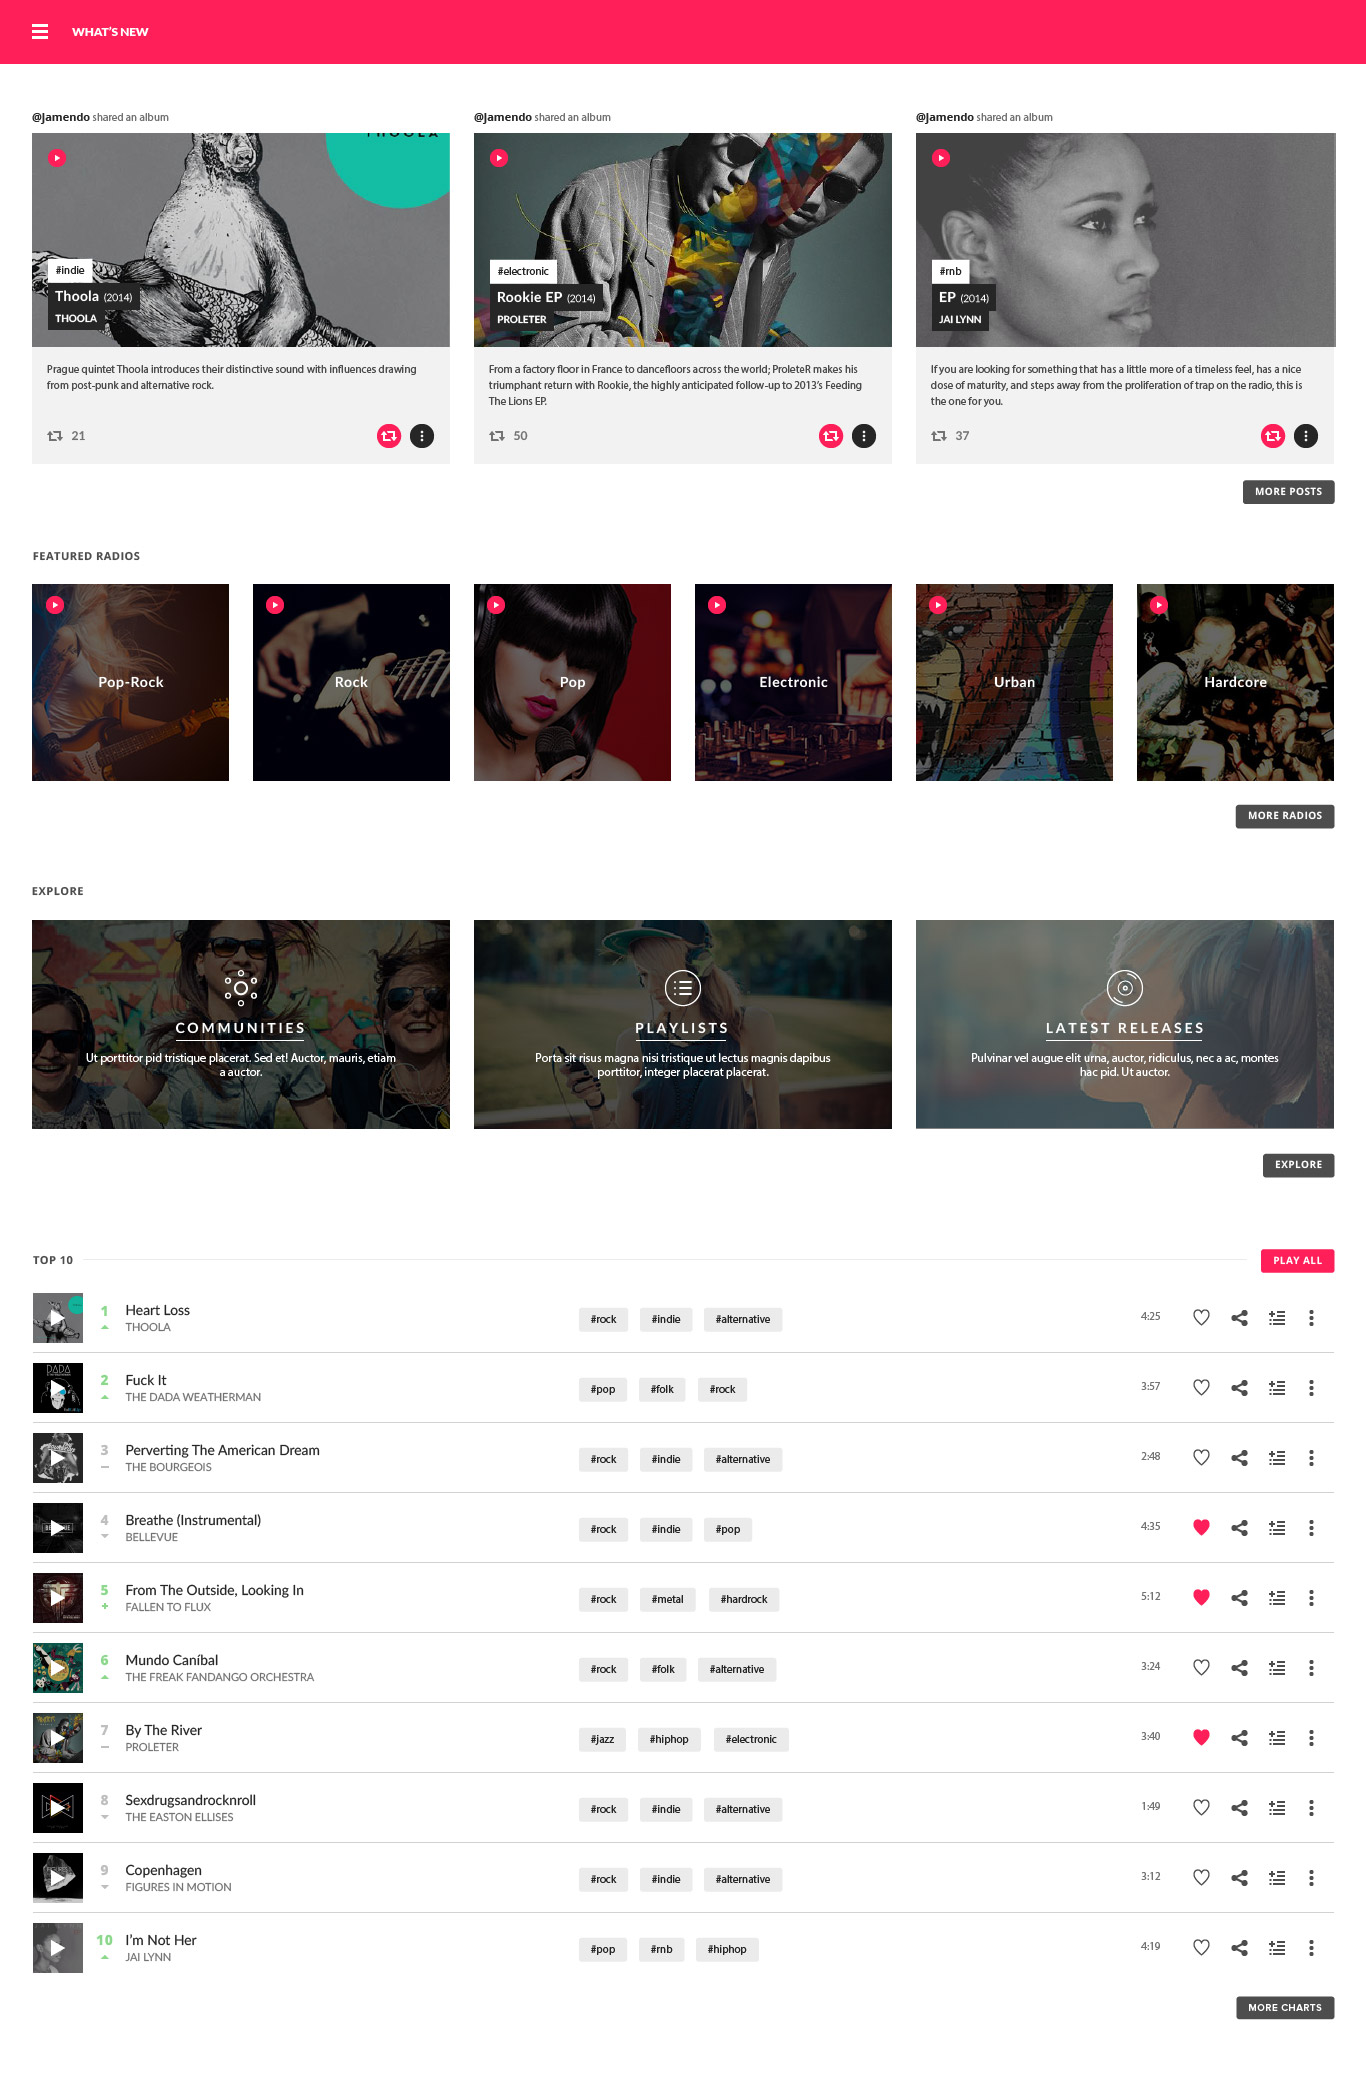 WHAT'S NEW
@jamendo shared an album
THOOLA
#indie
Thoola (2014)
THOOLA
Prague quintet Thoola introduces their distinctive sound with influences drawing
from post-punk and alternative rock.
21
@jamendo shared an album
#electronic
Rookie EP (2014)
PROLETER
From a factory floor in France to dancefloors across the world; ProleteR makes his
triumphant return with Rookie, the highly anticipated follow-up to 2013's Feeding
The Lions EP.
50
@jamendo shared an album
#rnb
EP (2014)
JAI LYNN
If you are looking for something that has a little more of a timeless feel, has a nice
dose of maturity, and steps away from the proliferation of trap on the radio, this is
the one for you.
37
MORE POSTS
FEATURED RADIOS
Pop-Rock
Rock
Pop
Electronic
Urban
Hardcore
MORE RADIOS
EXPLORE
COMMUNITIES
Ut porttitor pid tristique placerat. Sed et! Auctor, mauris, etiam
a auctor.
PLAYLISTS
Porta sit risus magna nisi tristique ut lectus magnis dapibus
porttitor, integer placerat placerat.
LATEST RELEASES
Pulvinar vel augue elit urna, auctor, ridiculus, nec a ac, montes
hac pid. Ut auctor.
EXPLORE
TOP 10
PLAY ALL
1 Heart Loss #rock #indie #alternative 4:25
THOOLA
DADA
2 Fuck It #pop #folk #rock 3:57
THE DADA WEATHERMAN
3 Perverting The American Dream #rock #indie #alternative 2:48
THE BOURGEOIS
4 Breathe (Instrumental) #rock #indie #pop 4:35
BELLEVUE
5 From The Outside, Looking In #rock #metal #hardrock 5:12
FALLEN TO FLUX
6 Mundo Caníbal #rock #folk #alternative 3:24
THE FREAK FANDANGO ORCHESTRA
7 By The River #jazz #hiphop #electronic 3:40
PROLETER
8 Sexdrugsandrocknroll #rock #indie #alternative 1:49
THE EASTON ELLISES
9 Copenhagen #rock #indie #alternative 3:12
FIGURES IN MOTION
10 I'm Not Her #pop #rnb #hiphop 4:19
JAI LYNN
MORE CHARTS